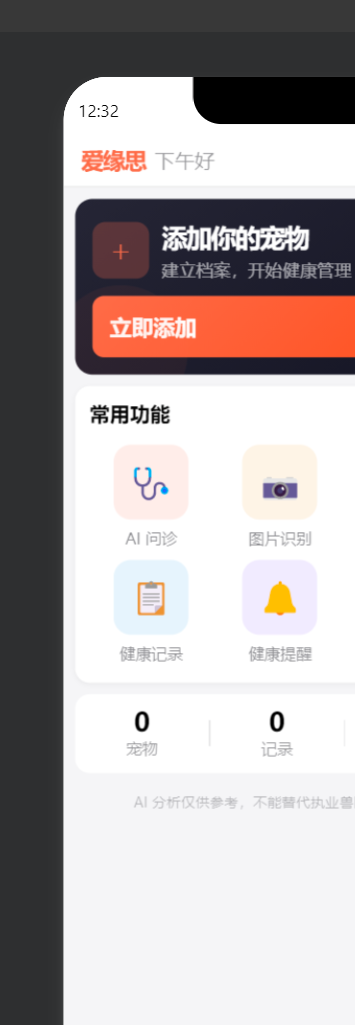 12:32
爱缘思 下午好
添加你的宠物
建立档案，开始健康管理
立即添加
常用功能
AI 问诊
图片识别
健康记录
健康提醒
0
宠物
0
记录
AI 分析仅供参考，不能替代执业兽